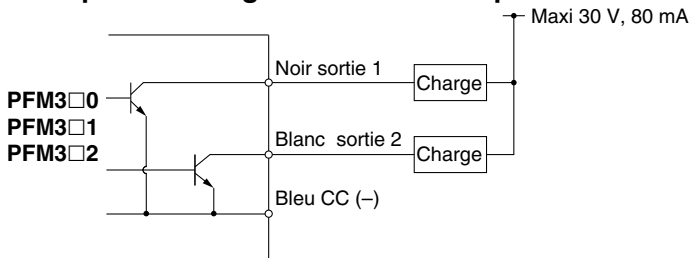 Maxi 30 V, 80 mA
Noir sortie 1
Charge
PFM3□0
PFM3□1
PFM3□2
Blanc sortie 2
Charge
Bleu CC (–)